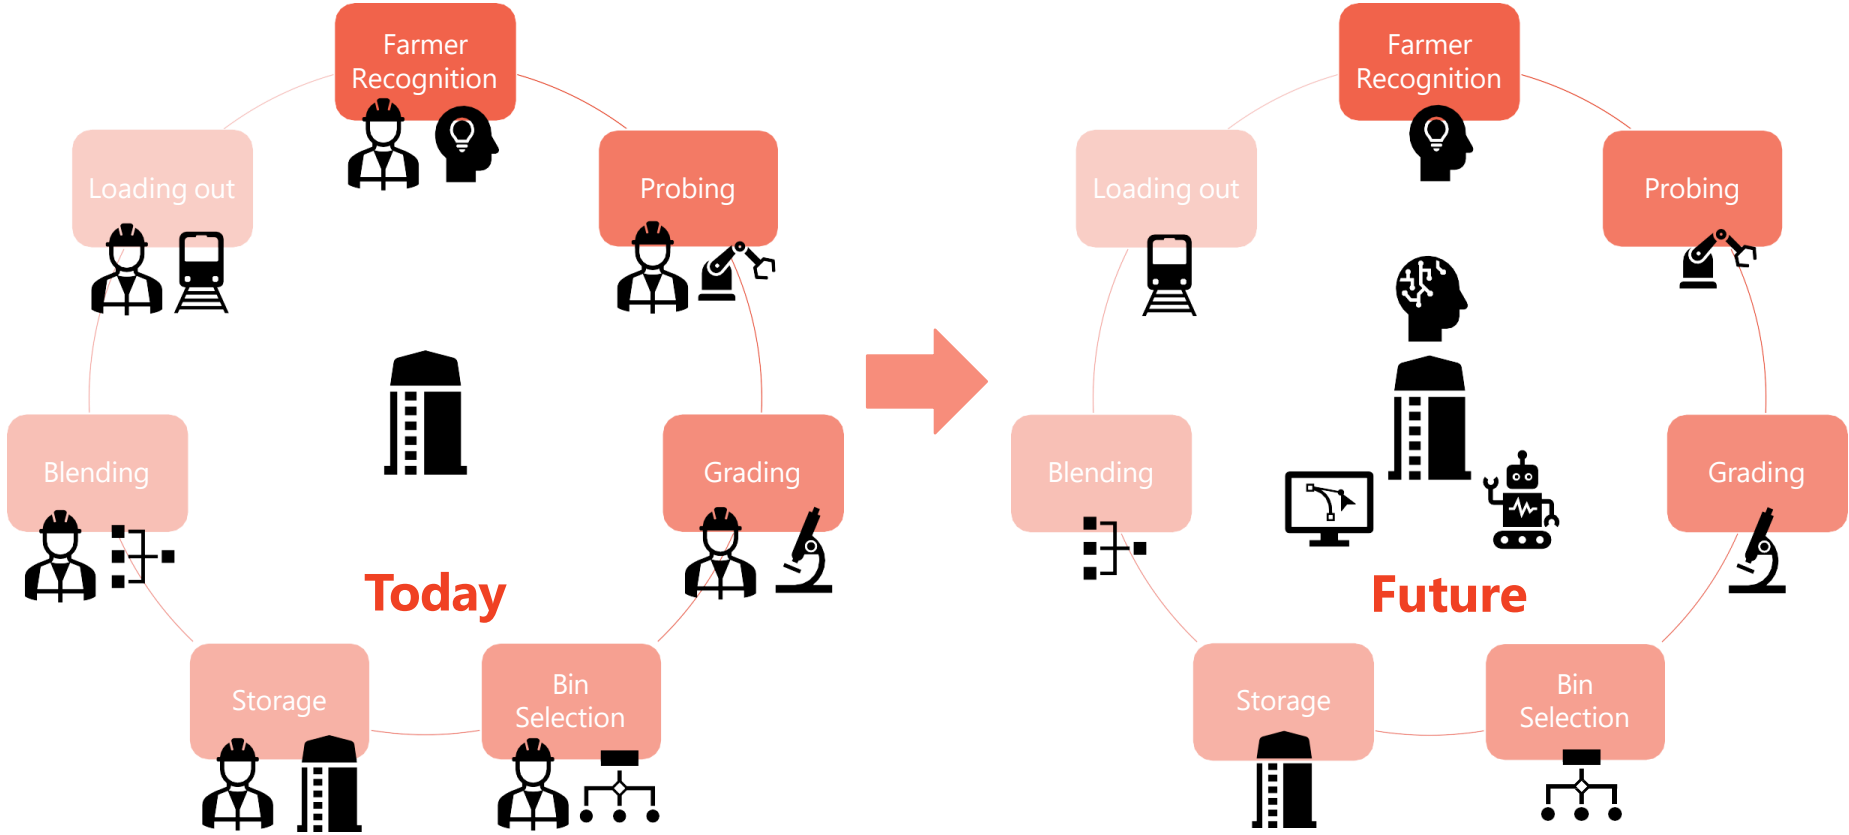 Farmer
Recognition
Probing
Grading
Bin
Selection
Storage
Blending
Loading out
Today
Farmer
Recognition
Probing
Grading
Bin
Selection
Storage
Blending
Loading out
Future